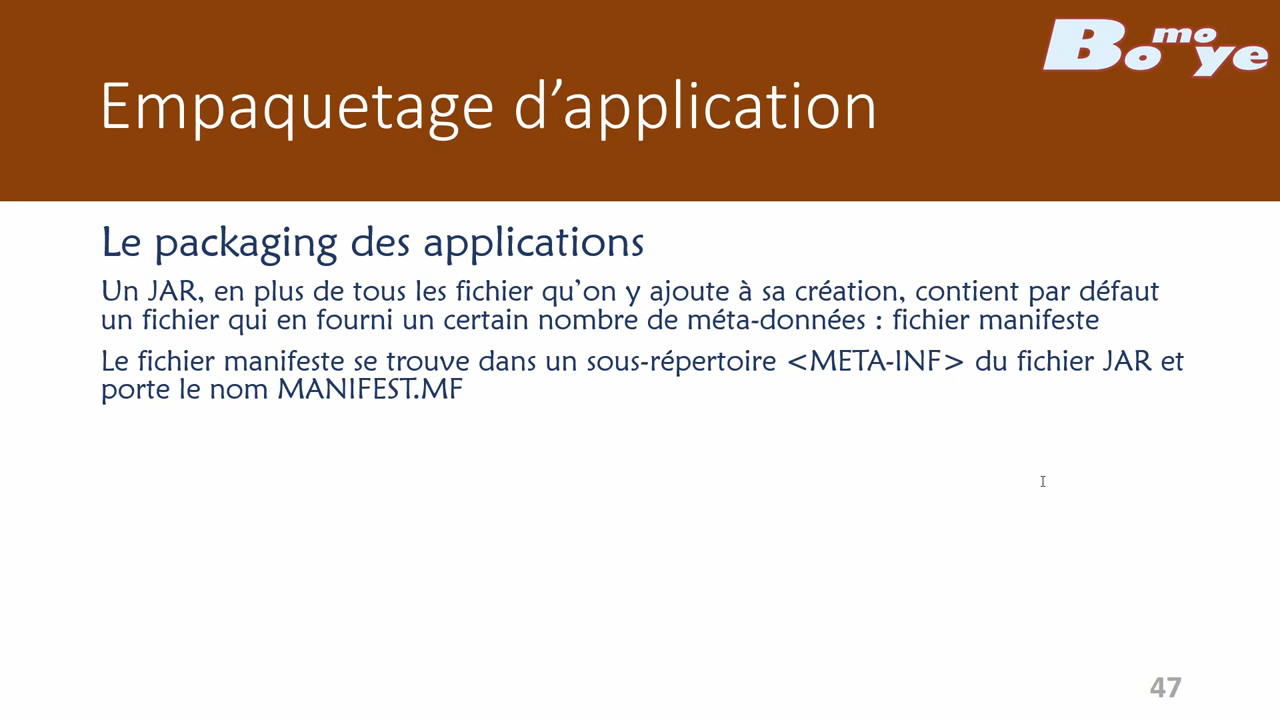 Bomoye
Empaquetage d’application
Le packaging des applications
Un JAR, en plus de tous les fichier qu’on y ajoute à sa création, contient par défaut
un fichier qui en fourni un certain nombre de méta-données : fichier manifeste
Le fichier manifeste se trouve dans un sous-répertoire <META-INF> du fichier JAR et
porte le nom MANIFEST.MF
47